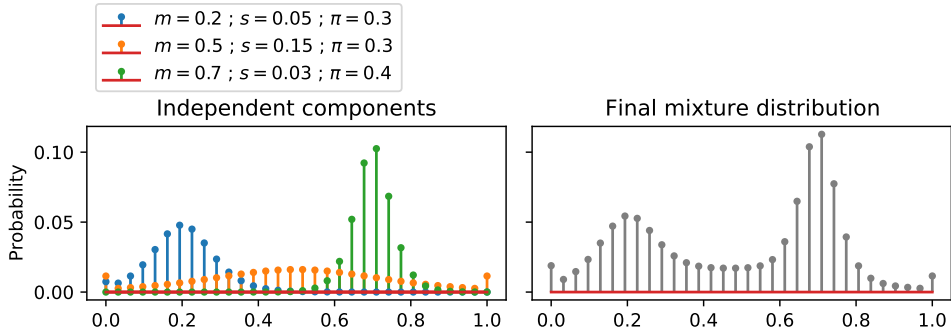 m = 0.2 ; s = 0.05 ; π = 0.3
m = 0.5 ; s = 0.15 ; π = 0.3
m = 0.7 ; s = 0.03 ; π = 0.4
Independent components
Final mixture distribution
Probability
0.10
0.05
0.00
0.0 0.2 0.4 0.6 0.8 1.0
0.0 0.2 0.4 0.6 0.8 1.0